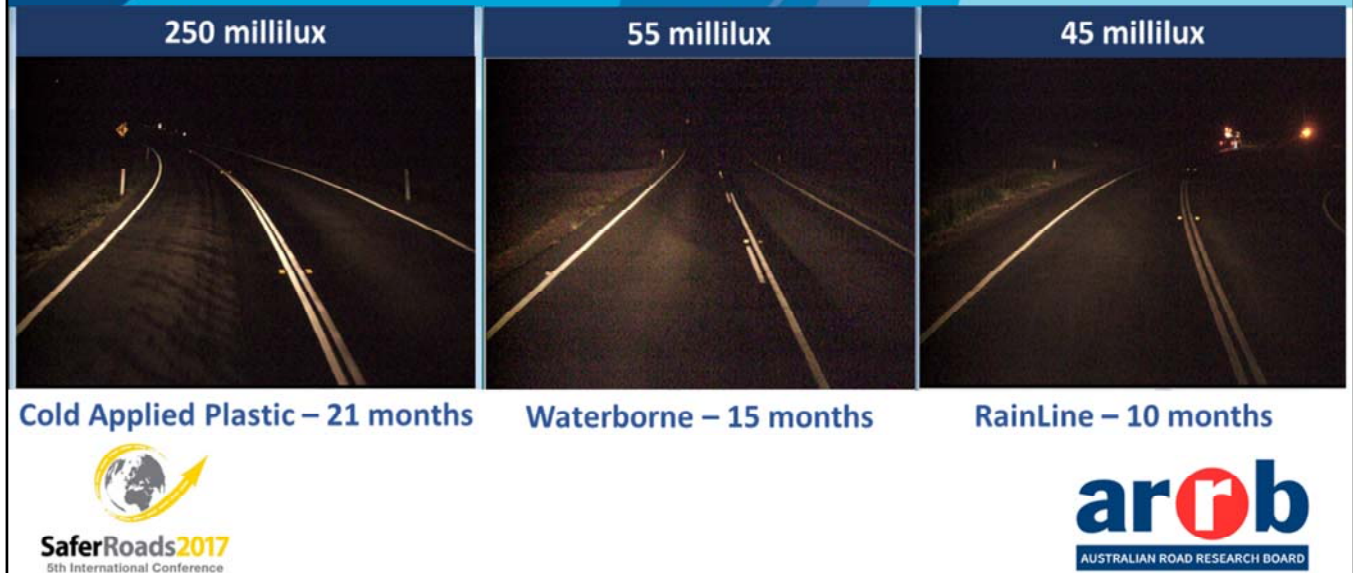 250 millilux
55 millilux
45 millilux
Cold Applied Plastic – 21 months
Waterborne – 15 months
RainLine – 10 months
SaferRoads2017
5th International Conference
arrb
AUSTRALIAN ROAD RESEARCH BOARD